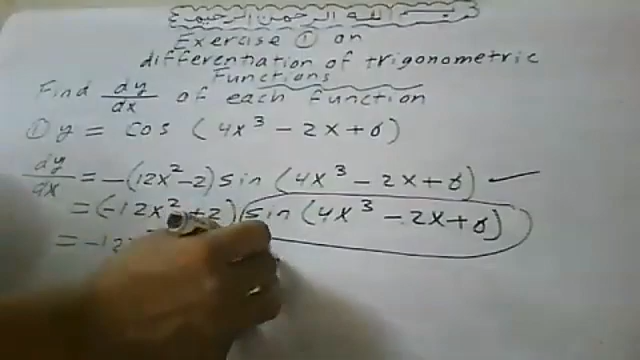 بسم الله الرحمن الرحيم
Exercise ① on
differentiation of trigonometric
Functions
Find dy/dx of each function
① y = cos (4x³ - 2x + 8)
dy/dx = -(12x² - 2) sin (4x³ - 2x + 8)
= (-12x² + 2) sin (4x³ - 2x + 8)
= -12x